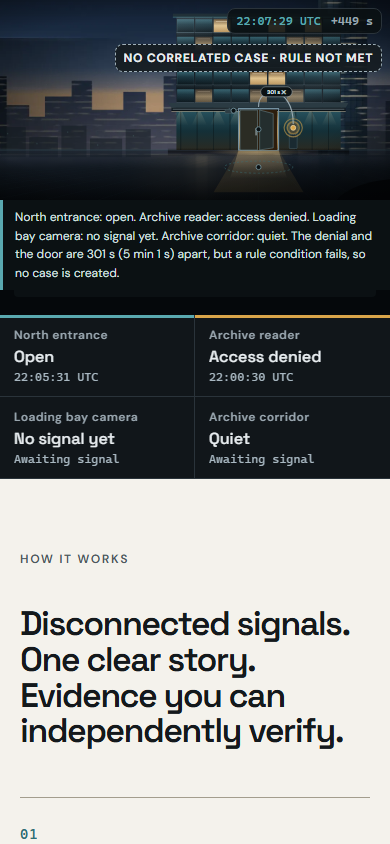 22:07:29 UTC +449 s
NO CORRELATED CASE · RULE NOT MET
301 s ✕
North entrance: open. Archive reader: access denied. Loading
bay camera: no signal yet. Archive corridor: quiet. The denial and
the door are 301 s (5 min 1 s) apart, but a rule condition fails, so
no case is created.
North entrance
Open
22:05:31 UTC
Archive reader
Access denied
22:00:30 UTC
Loading bay camera
No signal yet
Awaiting signal
Archive corridor
Quiet
Awaiting signal
HOW IT WORKS
Disconnected signals.
One clear story.
Evidence you can
independently verify.
01